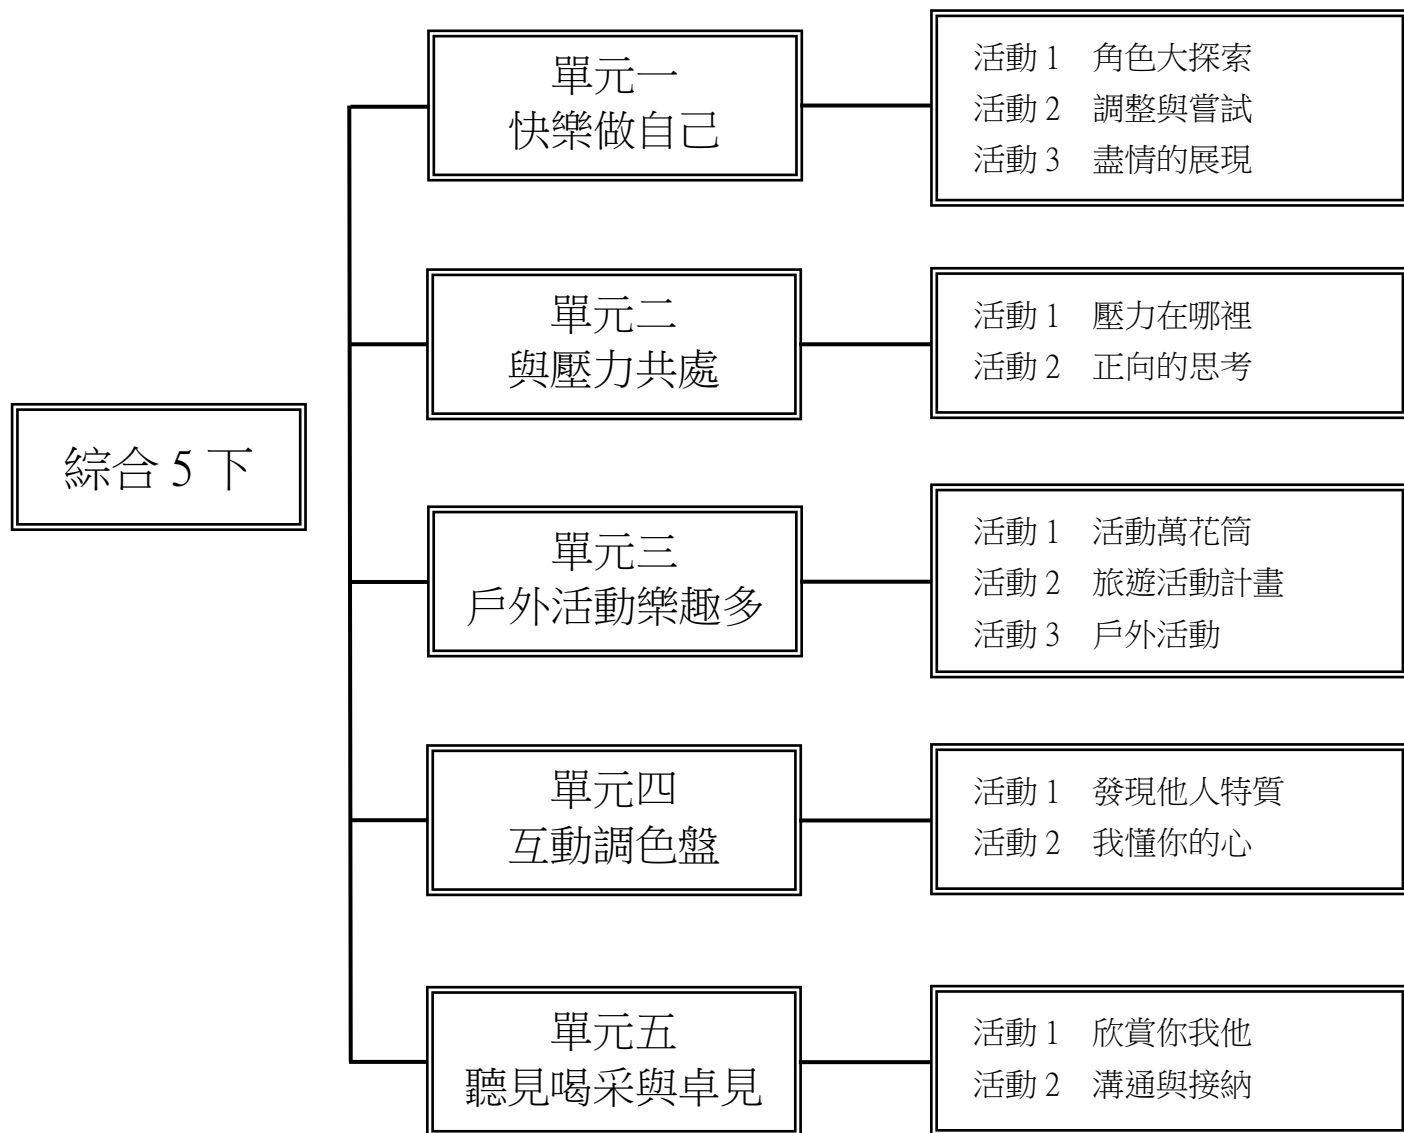 綜合 5 下
單元一
快樂做自己
活動 1　角色大探索
活動 2　調整與嘗試
活動 3　盡情的展現
單元二
與壓力共處
活動 1　壓力在哪裡
活動 2　正向的思考
單元三
戶外活動樂趣多
活動 1　活動萬花筒
活動 2　旅遊活動計畫
活動 3　戶外活動
單元四
互動調色盤
活動 1　發現他人特質
活動 2　我懂你的心
單元五
聽見喝采與卓見
活動 1　欣賞你我他
活動 2　溝通與接納